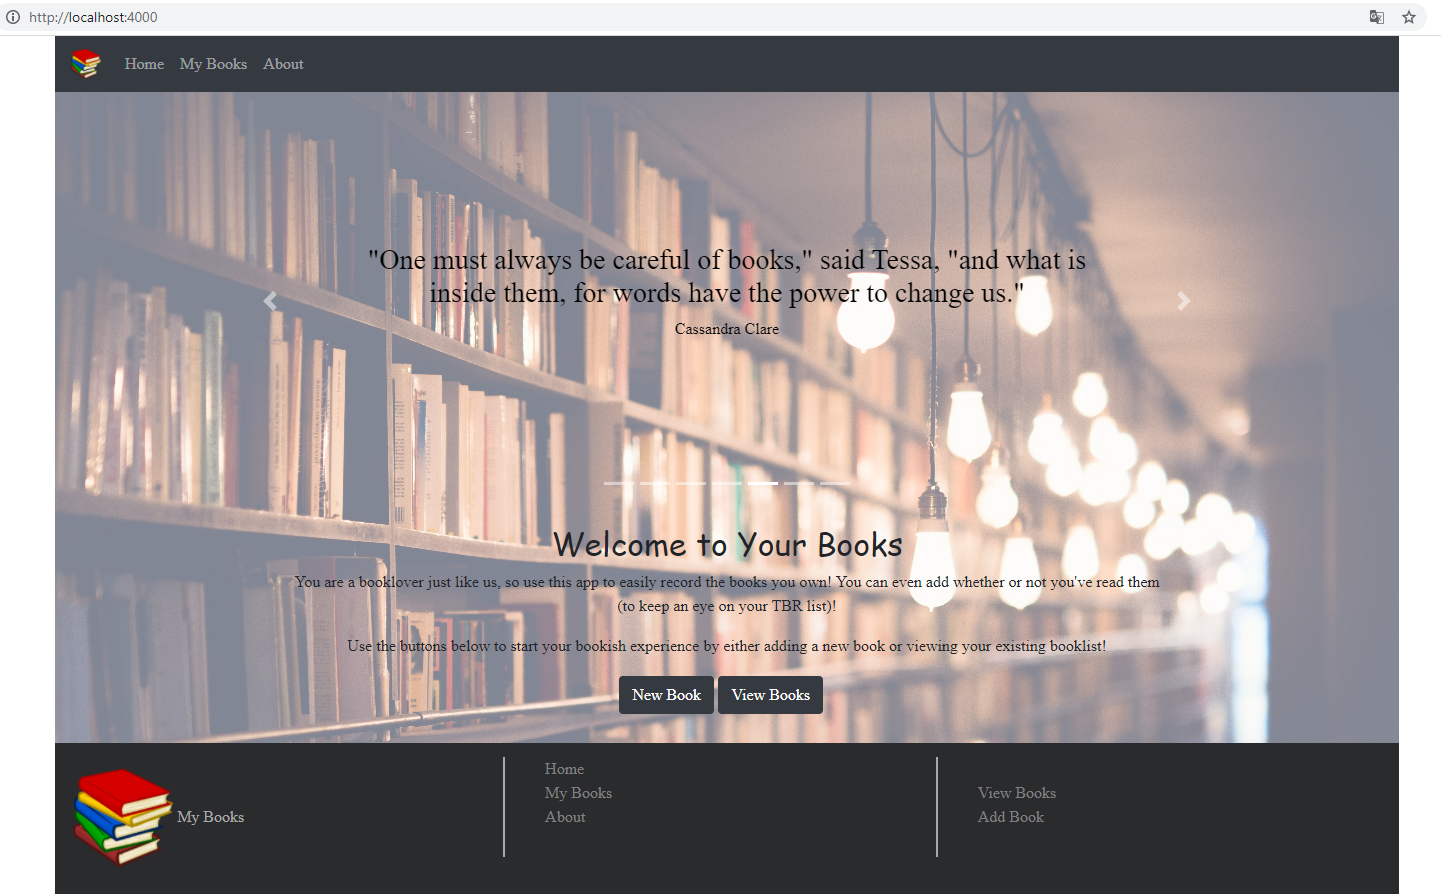 http://localhost:4000
Home My Books About
"One must always be careful of books," said Tessa, "and what is
inside them, for words have the power to change us."
Cassandra Clare
Welcome to Your Books
You are a booklover just like us, so use this app to easily record the books you own! You can even add whether or not you've read them
(to keep an eye on your TBR list)!
Use the buttons below to start your bookish experience by either adding a new book or viewing your existing booklist!
New Book View Books
My Books
Home
My Books
About
View Books
Add Book